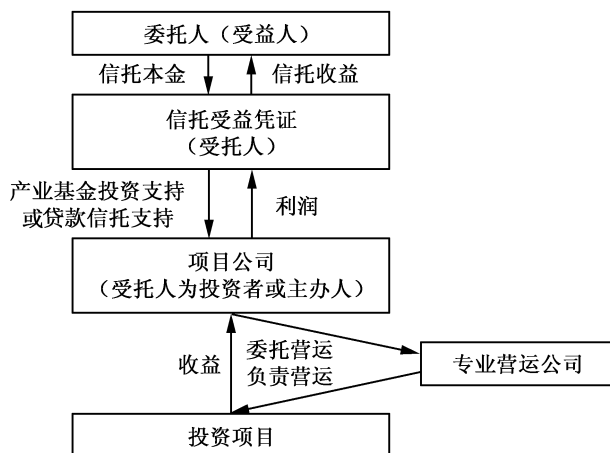 委托人（受益人）
信托本金
信托收益
信托受益凭证
（受托人）
产业基金投资支持
或贷款信托支持
利润
项目公司
（受托人为投资者或主办人）
收益
委托营运
负责营运
专业营运公司
投资项目